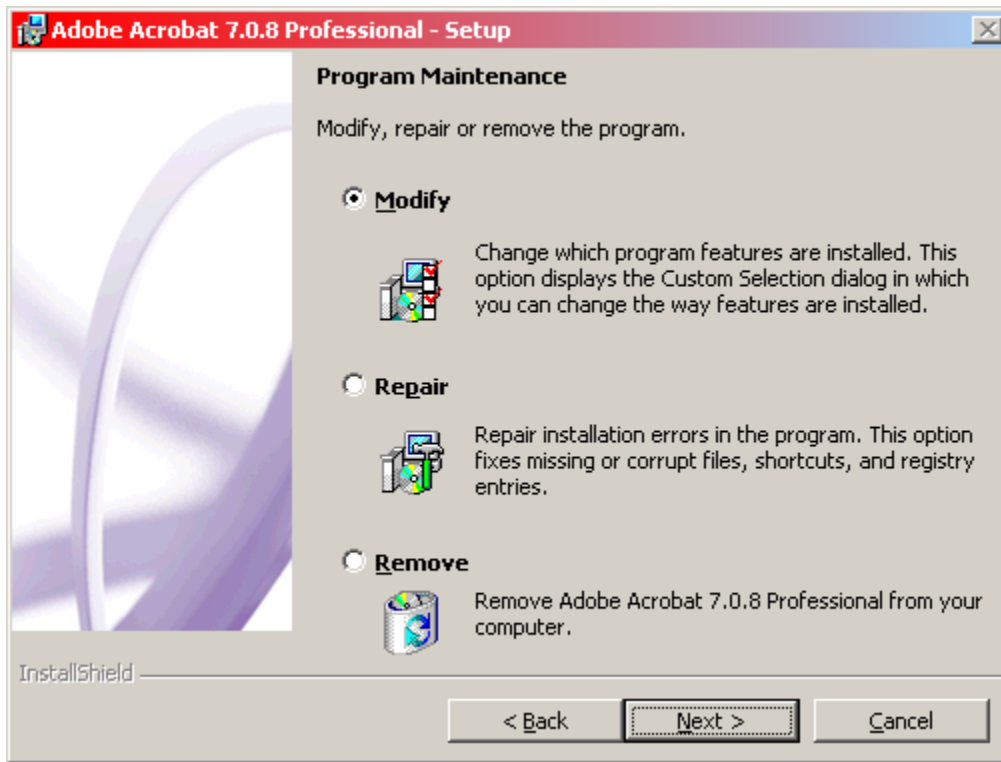 Adobe Acrobat 7.0.8 Professional - Setup
Program Maintenance
Modify, repair or remove the program.
Modify
Change which program features are installed. This
option displays the Custom Selection dialog in which
you can change the way features are installed.
Repair
Repair installation errors in the program. This option
fixes missing or corrupt files, shortcuts, and registry
entries.
Remove
Remove Adobe Acrobat 7.0.8 Professional from your
computer.
InstallShield
< Back
Next >
Cancel